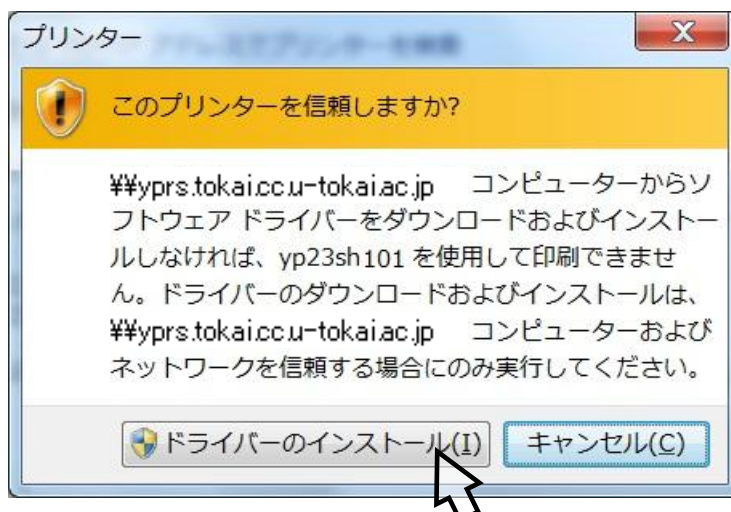 プリンター
このプリンターを信頼しますか?
¥¥yprs.tokai.cc.u-tokai.ac.jp コンピューターからソ
フトウェア ドライバーをダウンロードおよびインストー
ルしなければ、yp23sh101 を使用して印刷できませ
ん。ドライバーのダウンロードおよびインストールは、
¥¥yprs.tokai.cc.u-tokai.ac.jp コンピューターおよび
ネットワークを信頼する場合にのみ実行してください。
ドライバーのインストール(I) キャンセル(C)